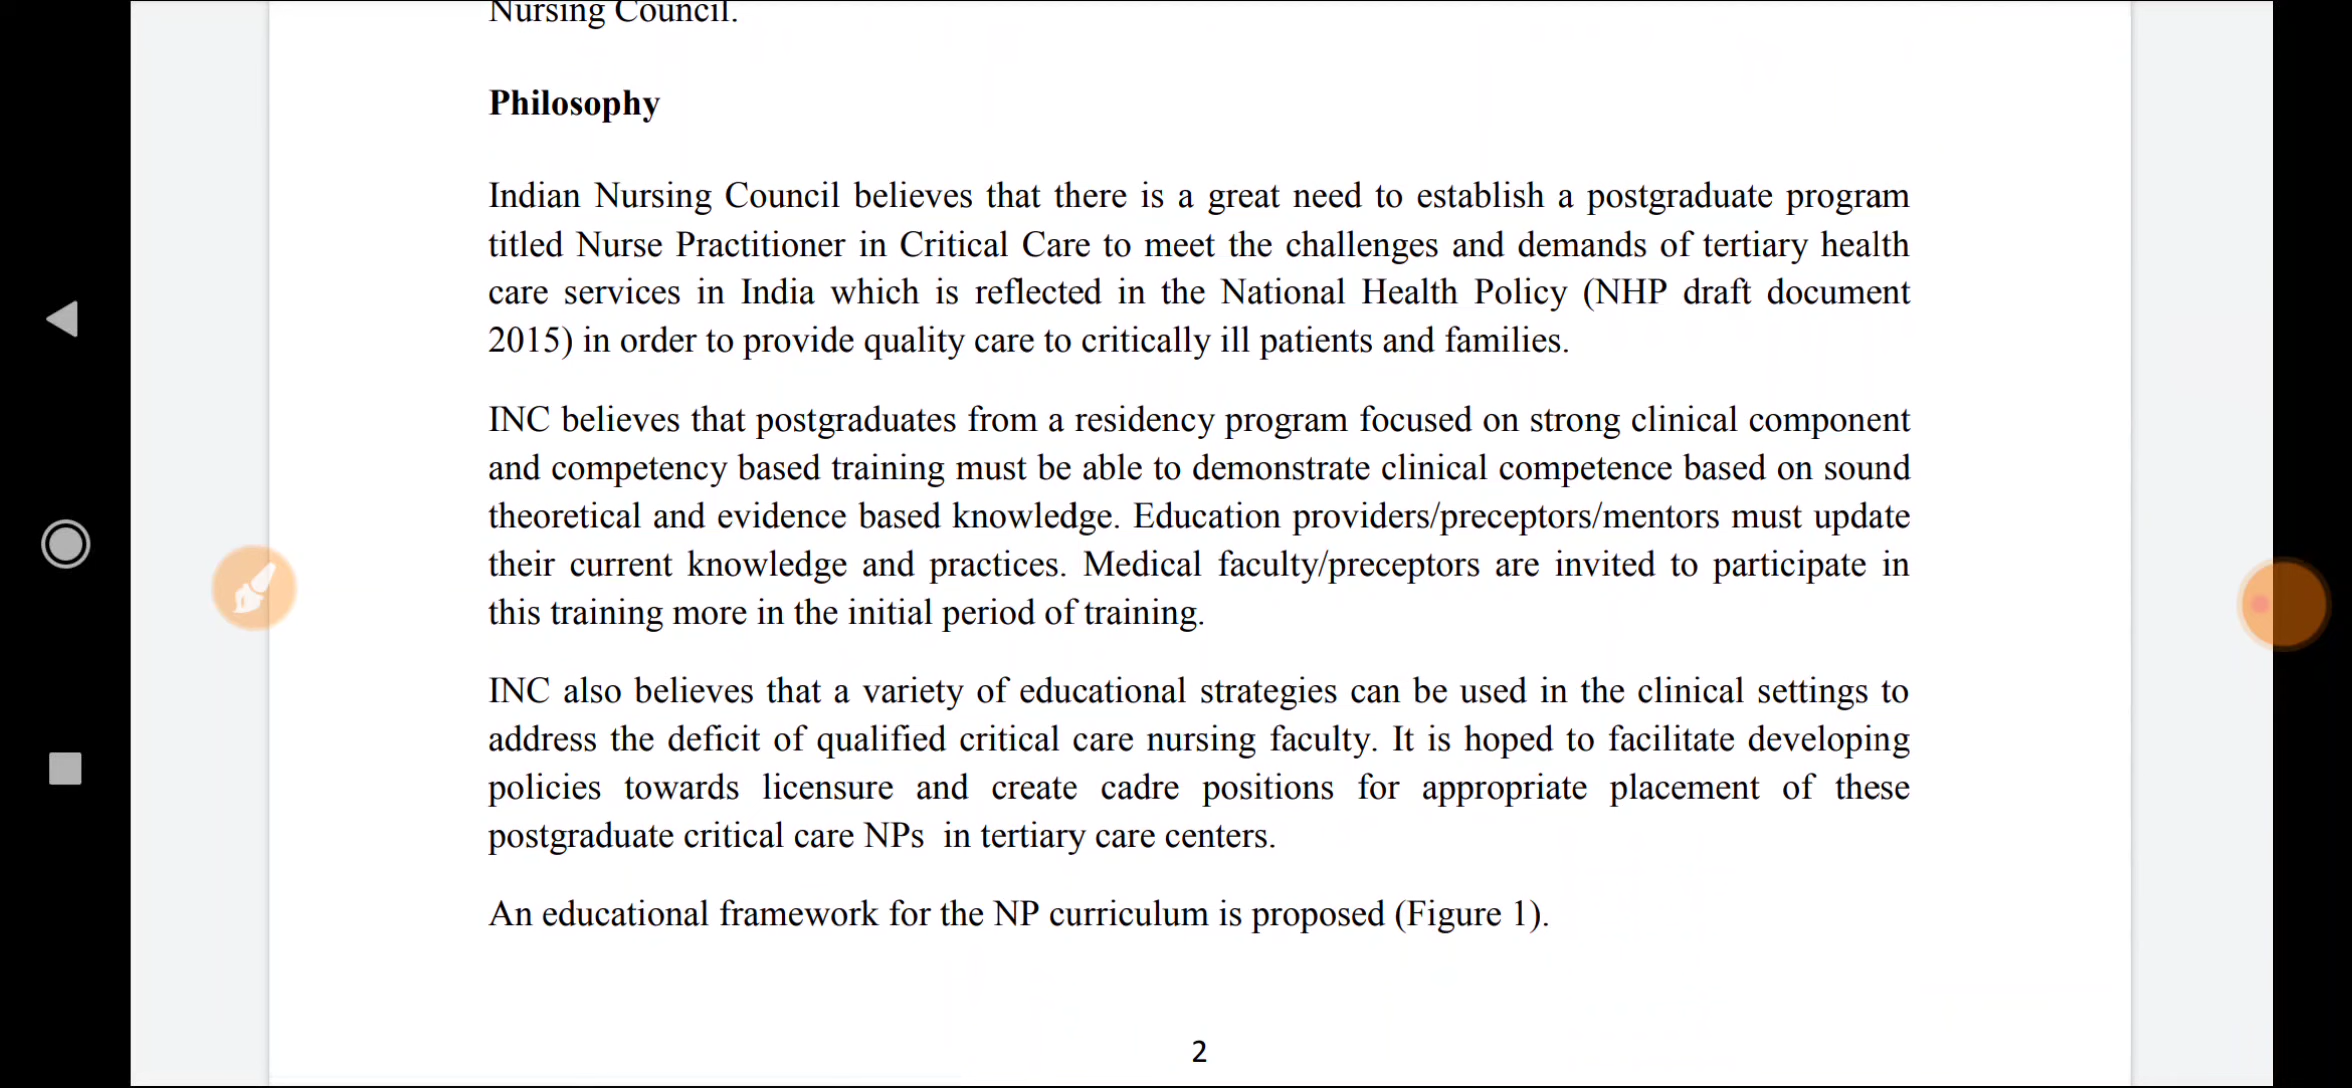 Nursing Council.
Philosophy
Indian Nursing Council believes that there is a great need to establish a postgraduate program
titled Nurse Practitioner in Critical Care to meet the challenges and demands of tertiary health
care services in India which is reflected in the National Health Policy (NHP draft document
2015) in order to provide quality care to critically ill patients and families.
INC believes that postgraduates from a residency program focused on strong clinical component
and competency based training must be able to demonstrate clinical competence based on sound
theoretical and evidence based knowledge. Education providers/preceptors/mentors must update
their current knowledge and practices. Medical faculty/preceptors are invited to participate in
this training more in the initial period of training.
INC also believes that a variety of educational strategies can be used in the clinical settings to
address the deficit of qualified critical care nursing faculty. It is hoped to facilitate developing
policies towards licensure and create cadre positions for appropriate placement of these
postgraduate critical care NPs  in tertiary care centers.
An educational framework for the NP curriculum is proposed (Figure 1).
2